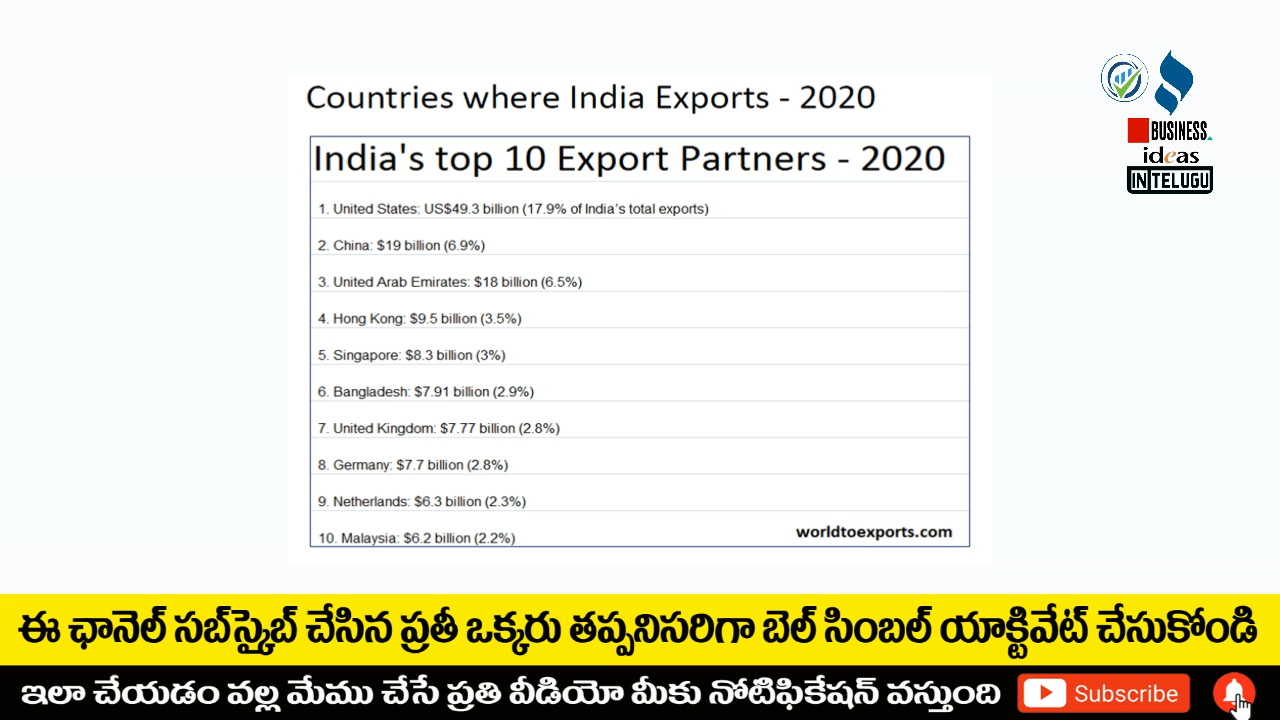 Countries where India Exports - 2020
India's top 10 Export Partners - 2020
1. United States: US$49.3 billion (17.9% of India's total exports)
2. China: $19 billion (6.9%)
3. United Arab Emirates: $18 billion (6.5%)
4. Hong Kong: $9.5 billion (3.5%)
5. Singapore: $8.3 billion (3%)
6. Bangladesh: $7.91 billion (2.9%)
7. United Kingdom: $7.77 billion (2.8%)
8. Germany: $7.7 billion (2.8%)
9. Netherlands: $6.3 billion (2.3%)
10. Malaysia: $6.2 billion (2.2%)
worldtoexports.com
BUSINESS.
ideas
IN TELUGU
ఈ ఛానెల్ సబ్‌స్క్రైబ్ చేసిన ప్రతీ ఒక్కరు తప్పనిసరిగా బెల్ సింబల్ యాక్టివేట్ చేసుకోండి
ఇలా చేయడం వల్ల మేము చేసే ప్రతి వీడియో మీకు నోటిఫికేషన్ వస్తుంది
Subscribe